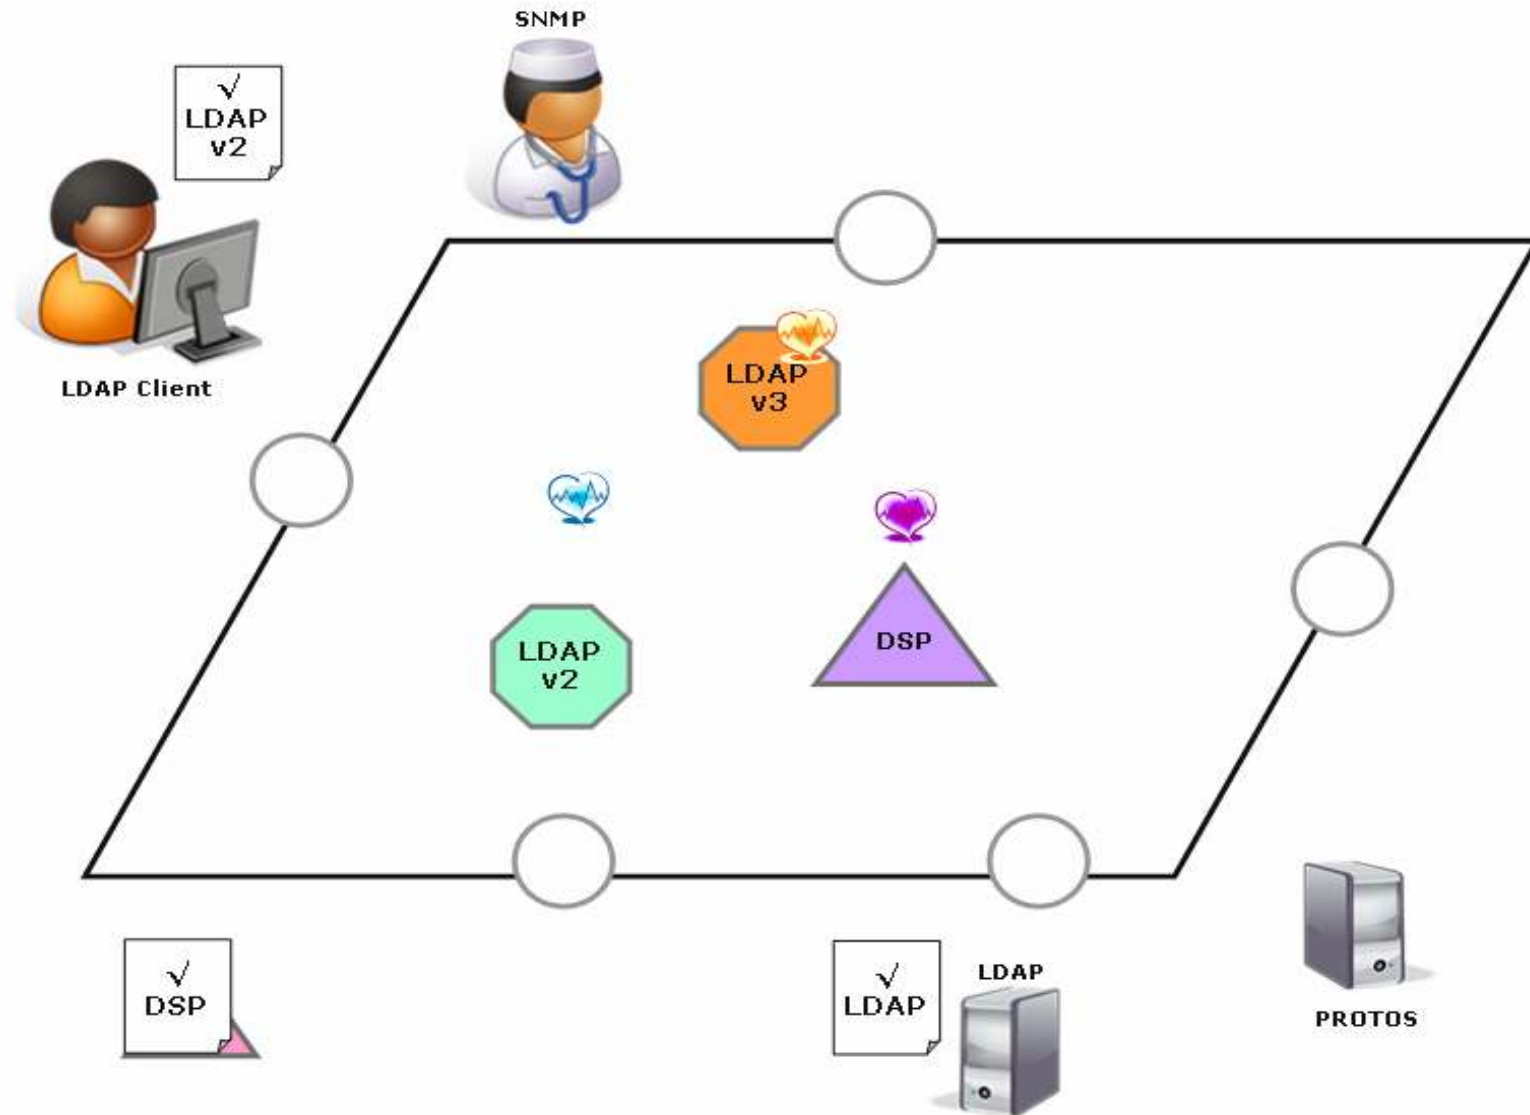 SNMP
√
LDAP
v2
LDAP Client
LDAP
v3
LDAP
v2
DSP
√
DSP
√
LDAP
LDAP
PROTOS